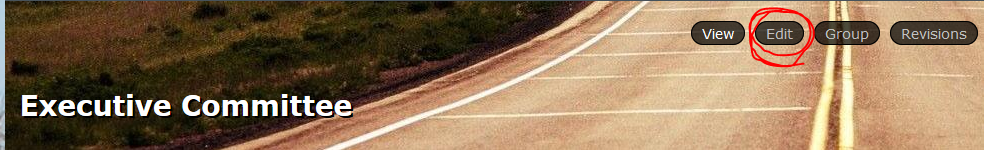 View Edit Group Revisions
Executive Committee